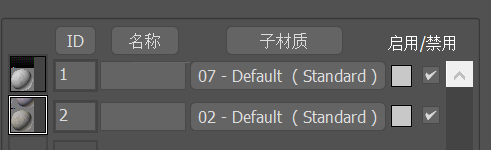 ID 名称 子材质 启用/禁用
1 07 - Default ( Standard )
2 02 - Default ( Standard )